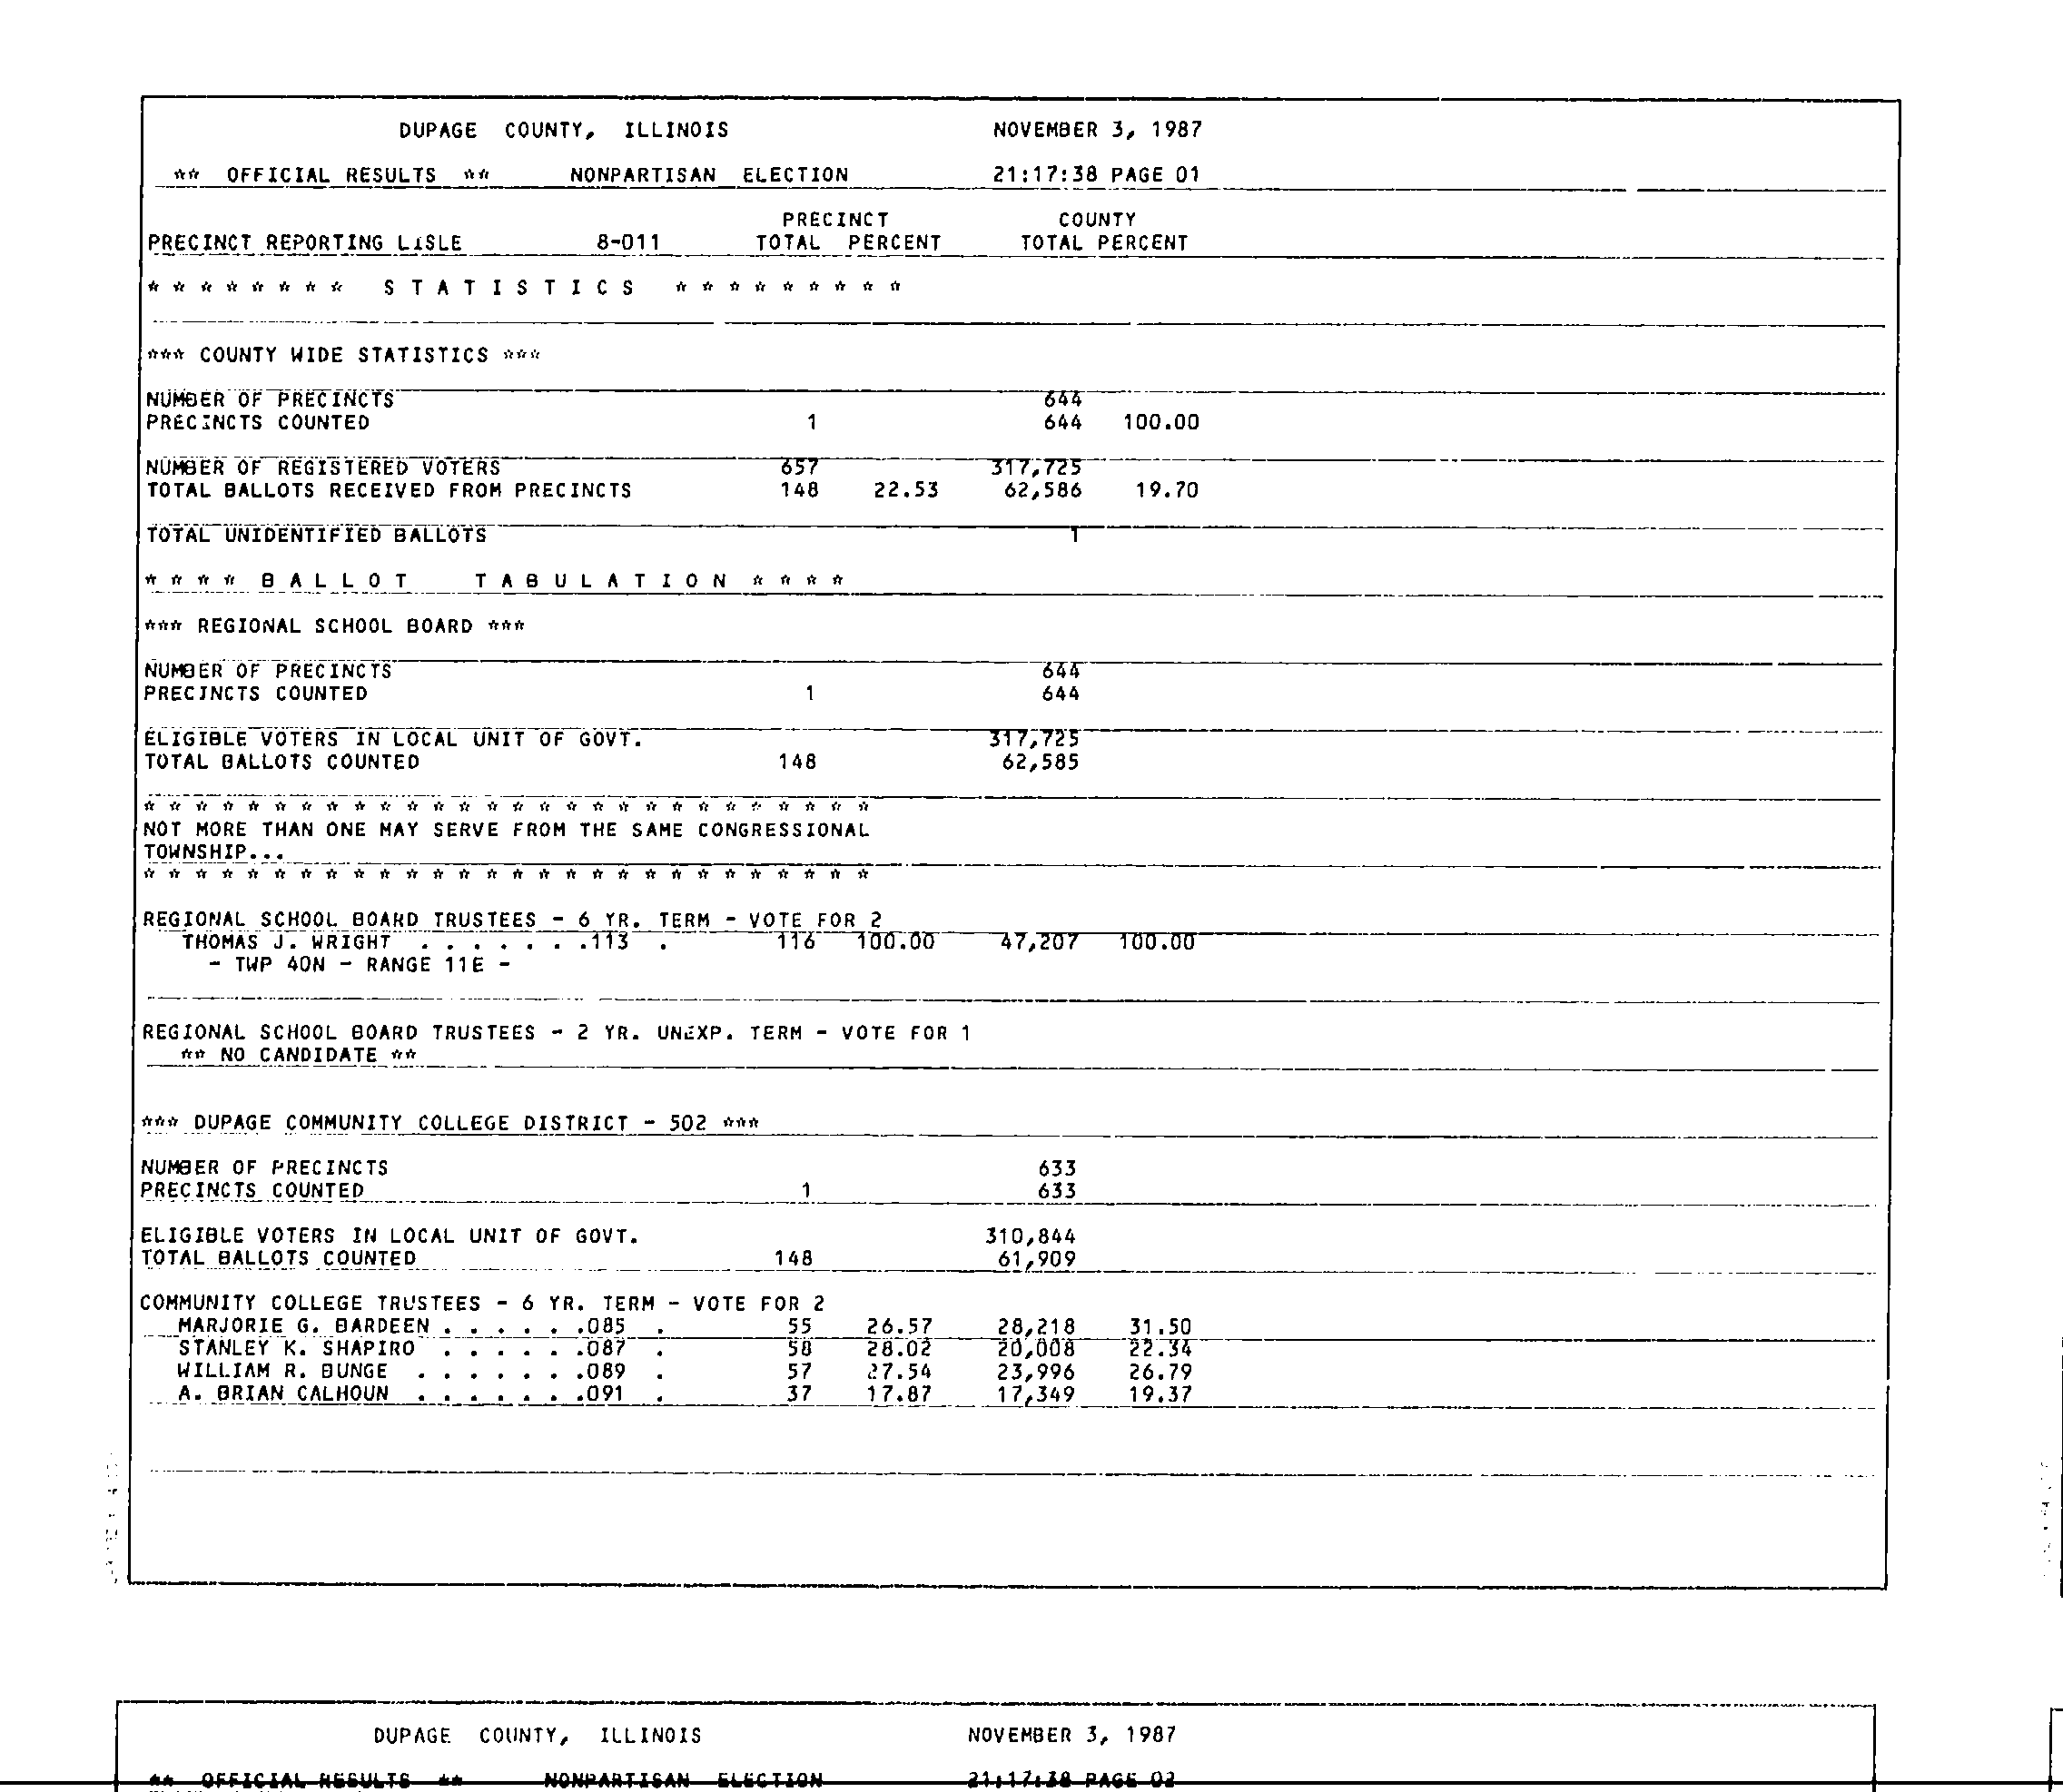 DUPAGE COUNTY, ILLINOIS NOVEMBER 3, 1987
** OFFICIAL RESULTS ** NONPARTISAN ELECTION 21:17:38 PAGE 01
PRECINCT COUNTY
PRECINCT REPORTING LISLE 8-011 TOTAL PERCENT TOTAL PERCENT
* * * * * * * * S T A T I S T I C S * * * * * * * * *
*** COUNTY WIDE STATISTICS ***
NUMBER OF PRECINCTS 644
PRECINCTS COUNTED 1 644 100.00
NUMBER OF REGISTERED VOTERS 657 317,725
TOTAL BALLOTS RECEIVED FROM PRECINCTS 148 22.53 62,586 19.70
TOTAL UNIDENTIFIED BALLOTS 1
* * * * B A L L O T T A B U L A T I O N * * * *
*** REGIONAL SCHOOL BOARD ***
NUMBER OF PRECINCTS 644
PRECINCTS COUNTED 1 644
ELIGIBLE VOTERS IN LOCAL UNIT OF GOVT. 317,725
TOTAL BALLOTS COUNTED 148 62,585
* * * * * * * * * * * * * * * * * * * * * * * * * * * *
NOT MORE THAN ONE MAY SERVE FROM THE SAME CONGRESSIONAL
TOWNSHIP...
* * * * * * * * * * * * * * * * * * * * * * * * * * * *
REGIONAL SCHOOL BOARD TRUSTEES - 6 YR. TERM - VOTE FOR 2
THOMAS J. WRIGHT . . . . . . .113 . 116 100.00 47,207 100.00
- TWP 40N - RANGE 11E -
REGIONAL SCHOOL BOARD TRUSTEES - 2 YR. UNEXP. TERM - VOTE FOR 1
** NO CANDIDATE **
*** DUPAGE COMMUNITY COLLEGE DISTRICT - 502 ***
NUMBER OF PRECINCTS 633
PRECINCTS COUNTED 1 633
ELIGIBLE VOTERS IN LOCAL UNIT OF GOVT. 310,844
TOTAL BALLOTS COUNTED 148 61,909
COMMUNITY COLLEGE TRUSTEES - 6 YR. TERM - VOTE FOR 2
MARJORIE G. BARDEEN . . . . . .085 . 55 26.57 28,218 31.50
STANLEY K. SHAPIRO . . . . . .087 . 58 28.02 20,008 22.34
WILLIAM R. BUNGE . . . . . . .089 . 57 27.54 23,996 26.79
A. BRIAN CALHOUN . . . . . . .091 . 37 17.87 17,349 19.37
DUPAGE COUNTY, ILLINOIS NOVEMBER 3, 1987
** OFFICIAL RESULTS ** NONPARTISAN ELECTION 21:17:38 PAGE 02